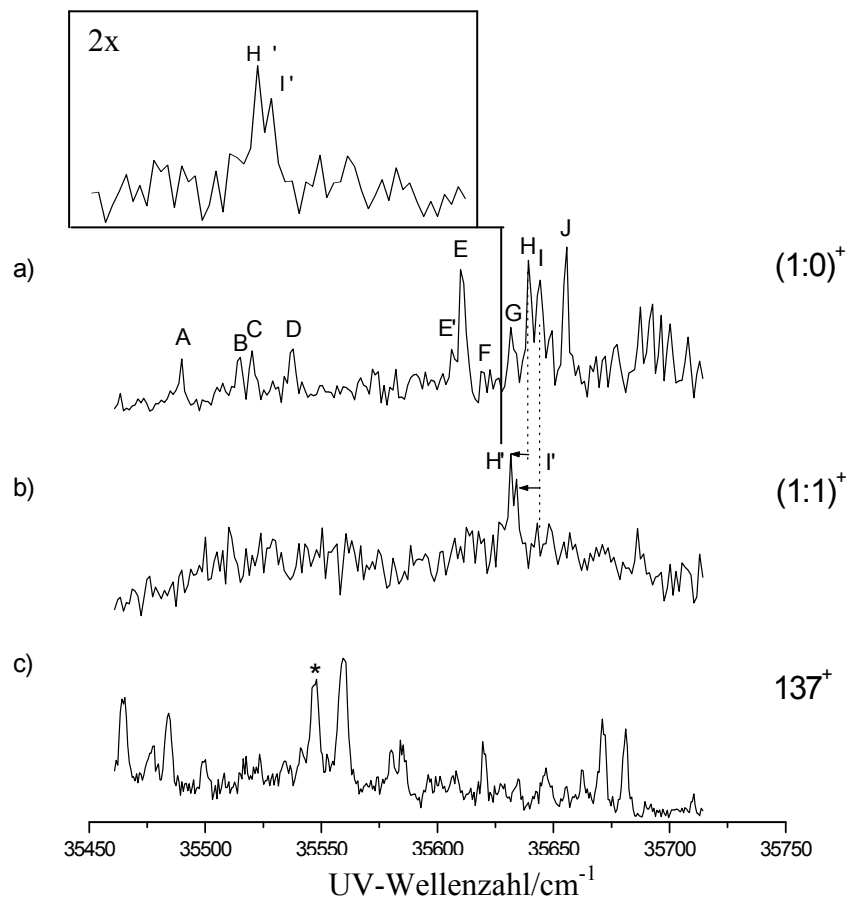 2x
H '
I '
a)
A
B
C
D
E'
E
F
G
H
I
J
(1:0)+
b)
H'
I'
(1:1)+
c)
*
137+
35450 35500 35550 35600 35650 35700 35750
UV-Wellenzahl/cm-1